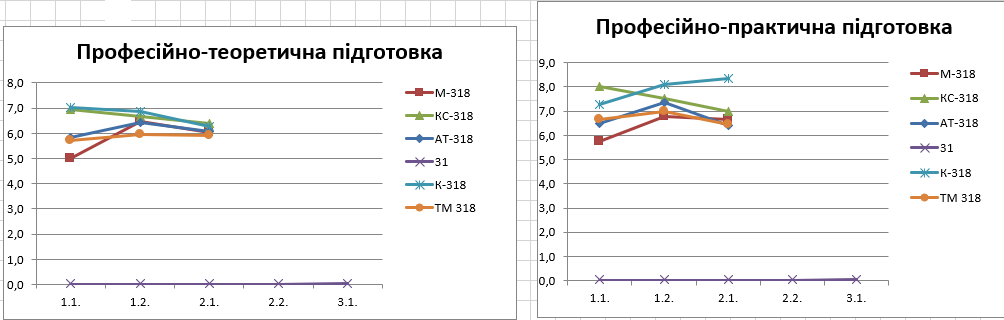 Професійно-теоретична підготовка
8,0
7,0
6,0
5,0
4,0
3,0
2,0
1,0
0,0
1.1.
1.2.
2.1.
2.2.
3.1.
М-318
КС-318
АТ-318
31
К-318
ТМ 318
Професійно-практична підготовка
9,0
8,0
7,0
6,0
5,0
4,0
3,0
2,0
1,0
0,0
1.1.
1.2.
2.1.
2.2.
3.1.
М-318
КС-318
АТ-318
31
К-318
ТМ 318